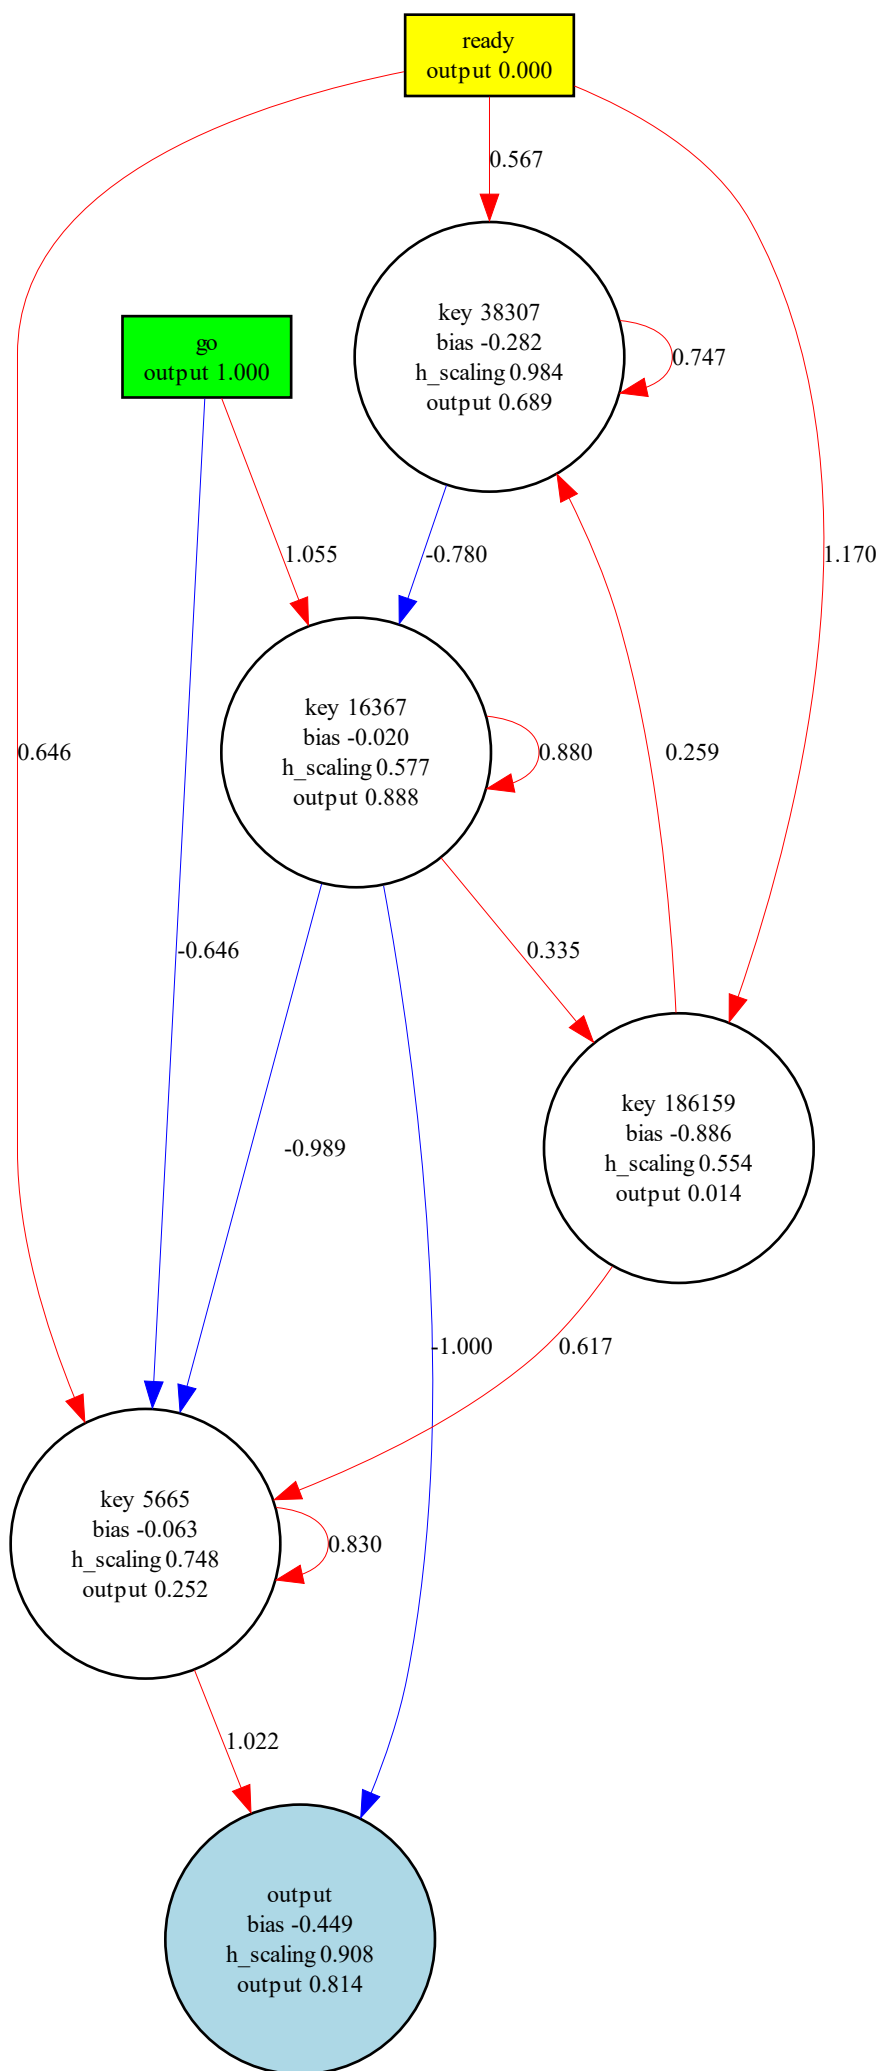 ready
output 0.000
0.567
go
output 1.000
key 38307
bias -0.282
h_scaling 0.984
output 0.689
0.747
1.055
-0.780
1.170
key 16367
bias -0.020
h_scaling 0.577
output 0.888
0.880
0.646
0.259
-0.646
0.335
-0.989
key 186159
bias -0.886
h_scaling 0.554
output 0.014
-1.000
0.617
key 5665
bias -0.063
h_scaling 0.748
output 0.252
0.830
1.022
output
bias -0.449
h_scaling 0.908
output 0.814